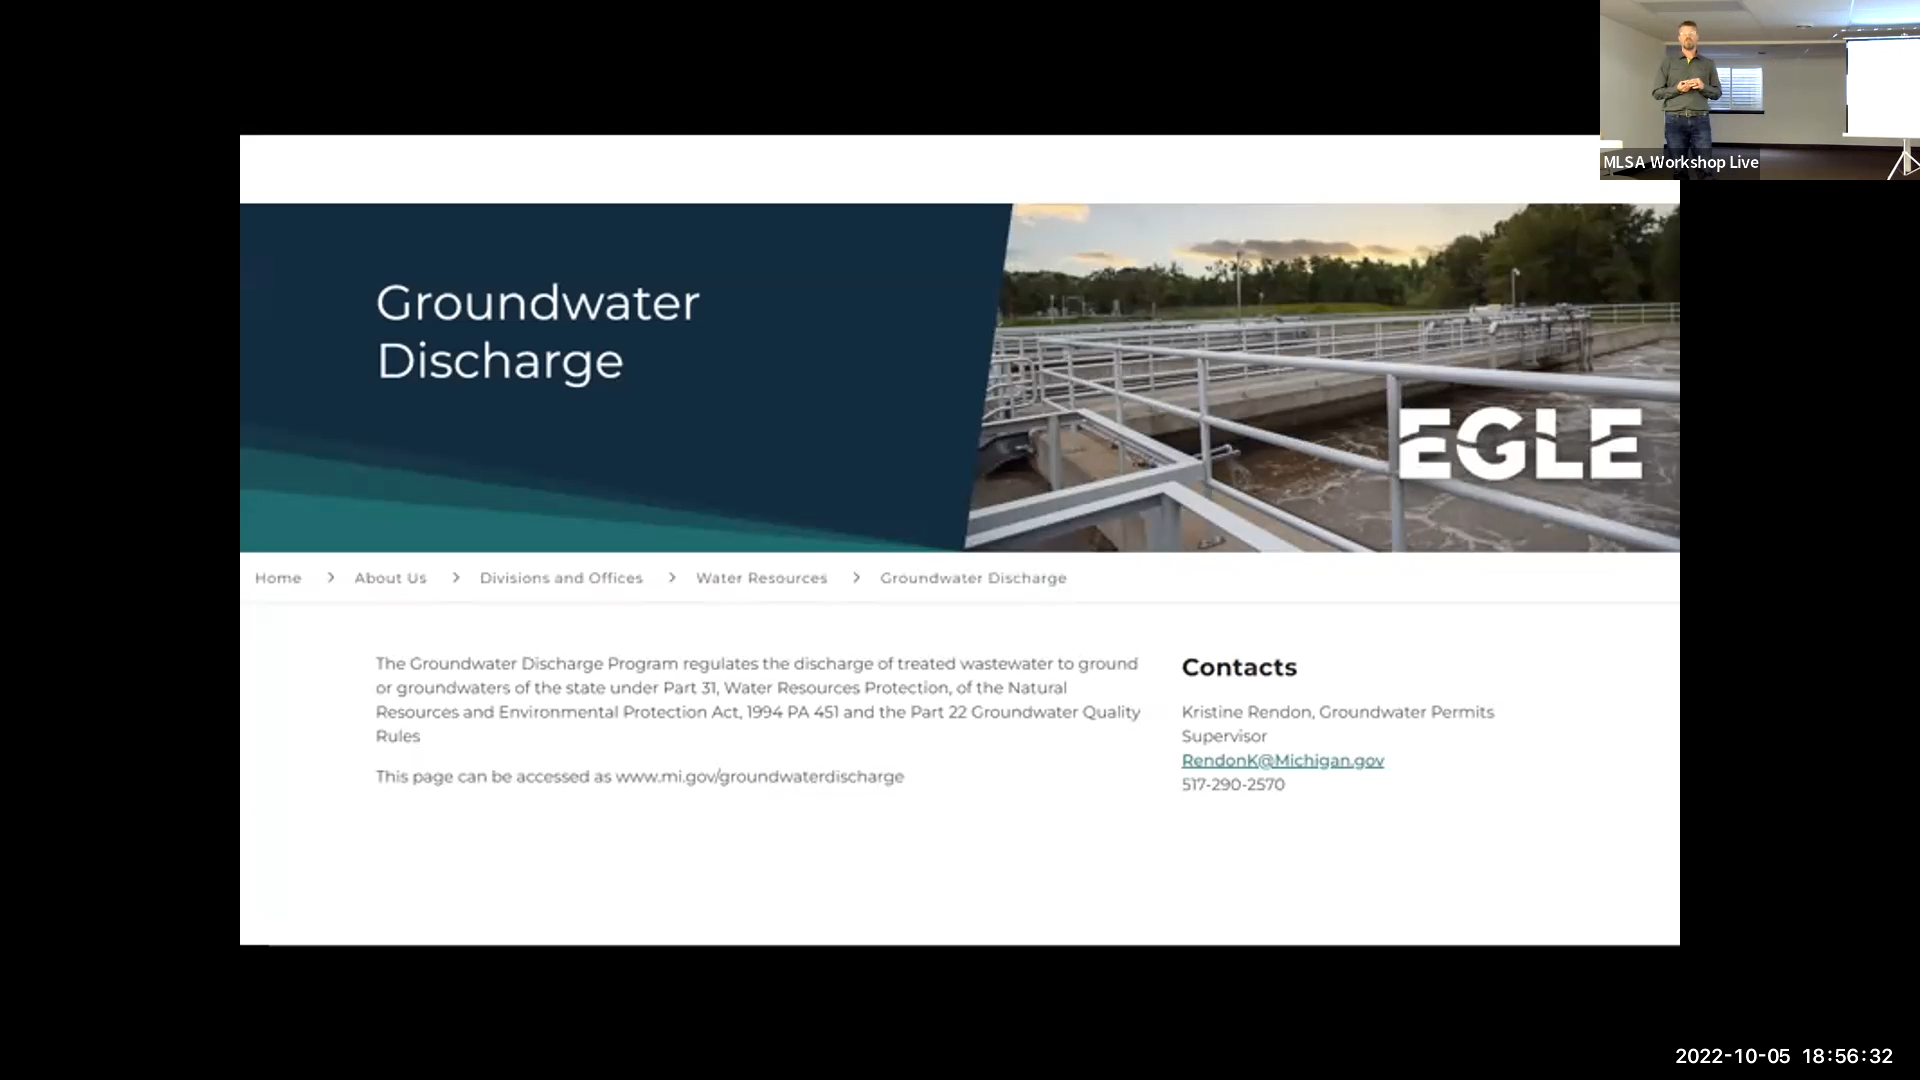 MLSA Workshop Live
Groundwater
Discharge
EGLE
Home > About Us > Divisions and Offices > Water Resources > Groundwater Discharge
The Groundwater Discharge Program regulates the discharge of treated wastewater to ground
or groundwaters of the state under Part 31, Water Resources Protection, of the Natural
Resources and Environmental Protection Act, 1994 PA 451 and the Part 22 Groundwater Quality
Rules
This page can be accessed as www.mi.gov/groundwaterdischarge
Contacts
Kristine Rendon, Groundwater Permits
Supervisor
RendonK@Michigan.gov
517-290-2570
2022-10-05 18:56:32